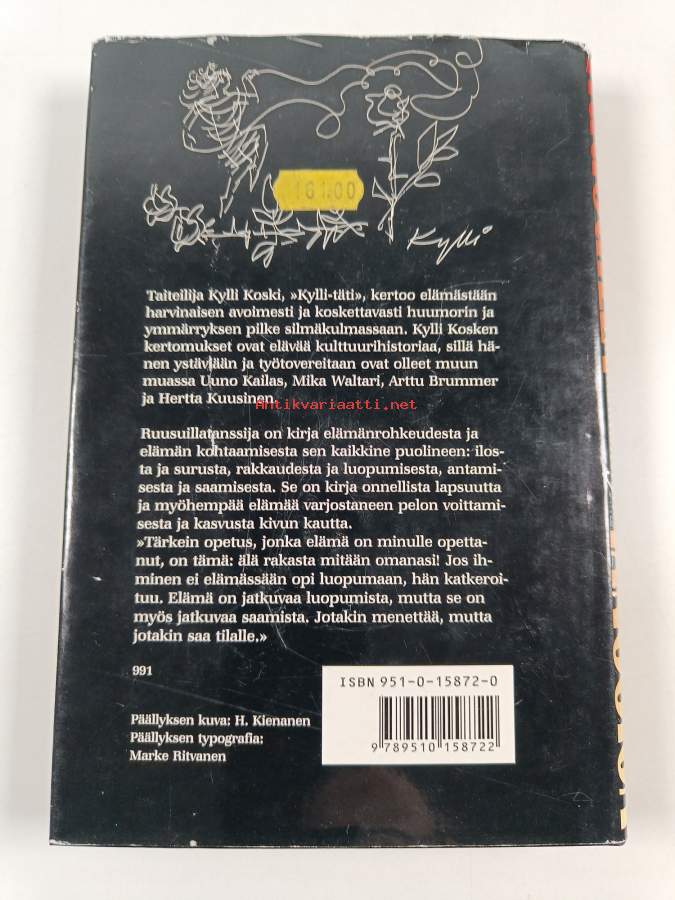 161.00
Kylli
Taiteilija Kylli Koski, »Kylli-täti», kertoo elämästään
harvinaisen avoimesti ja koskettavasti huumorin ja
ymmärryksen pilke silmäkulmassaan. Kylli Kosken
kertomukset ovat elävää kulttuurihistoriaa, sillä hä-
nen ystäviään ja työtovereitaan ovat olleet muun
muassa Uuno Kailas, Mika Waltari, Arttu Brummer
ja Hertta Kuusinen.
Antikvariaatti.net
Ruusuillatanssija on kirja elämänrohkeudesta ja
elämän kohtaamisesta sen kaikkine puolineen: ilos-
ta ja surusta, rakkaudesta ja luopumisesta, antami-
sesta ja saamisesta. Se on kirja onnellista lapsuutta
ja myöhempää elämää varjostaneen pelon voittami-
sesta ja kasvusta kivun kautta.
»Tärkein opetus, jonka elämä on minulle opetta-
nut, on tämä: älä rakasta mitään omanasi! Jos ih-
minen ei elämässään opi luopumaan, hän katkeroi-
tuu. Elämä on jatkuvaa luopumista, mutta se on
myös jatkuvaa saamista. Jotakin menettää, mutta
jotakin saa tilalle.»
991
ISBN 951-0-15872-0
9 789510 158722
Päällyksen kuva: H. Kienanen
Päällyksen typografia:
Marke Ritvanen